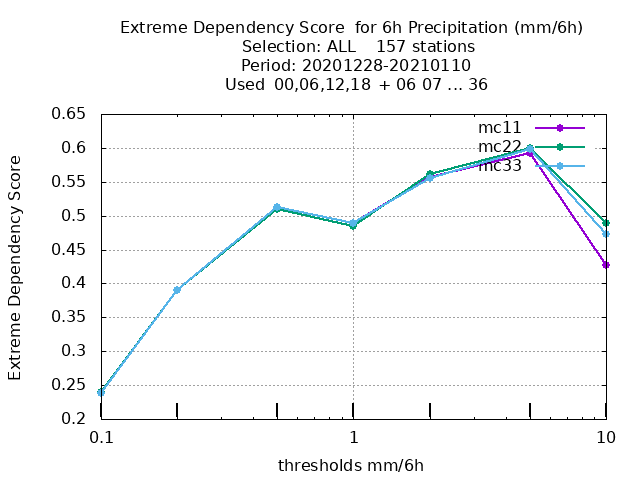 Extreme Dependency Score  for 6h Precipitation (mm/6h)
Selection: ALL    157 stations
Period: 20201228-20210110
Used  00,06,12,18  + 06 07 ... 36
0.65
0.6
0.55
0.5
0.45
0.4
0.35
0.3
0.25
0.2
Extreme Dependency Score
mc11
mc22
mc33
0.1
1
10
thresholds mm/6h